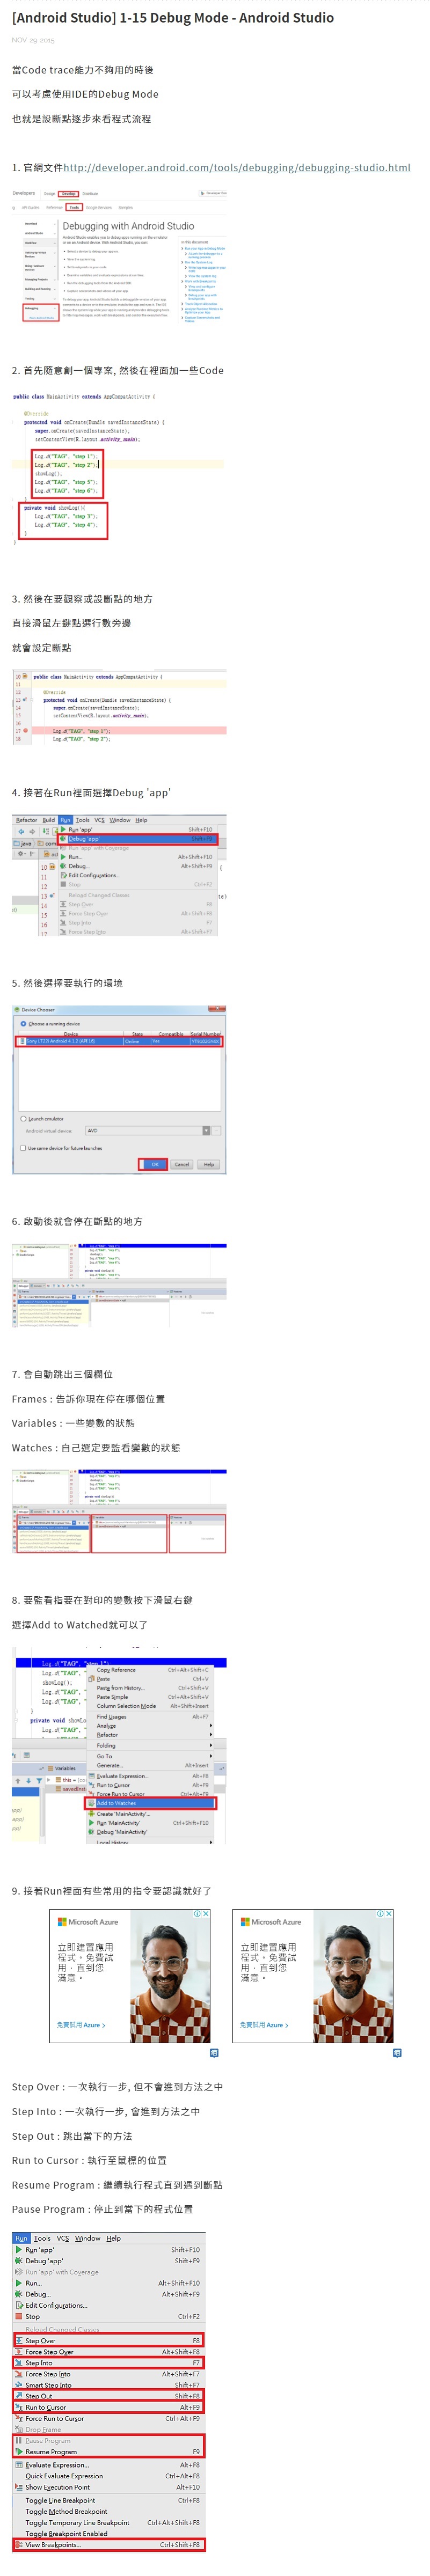 [Android Studio] 1-15 Debug Mode - Android Studio
NOV 29 2015
當Code trace能力不夠用的時後
可以考慮使用IDE的Debug Mode
也就是設斷點逐步來看程式流程
1. 官網文件http://developer.android.com/tools/debugging/debugging-studio.html
Developers Design Develop Distribute
API Guides Reference Tools Google Services Samples
Debugging with Android Studio
2. 首先隨意創一個專案, 然後在裡面加一些Code
public class MainActivity extends AppCompatActivity {
@Override
protected void onCreate(Bundle savedInstanceState) {
super.onCreate(savedInstanceState);
setContentView(R.layout.activity_main);
Log.d("TAG", "step 1");
Log.d("TAG", "step 2");
showLog();
Log.d("TAG", "step 5");
Log.d("TAG", "step 6");
}
private void showLog(){
Log.d("TAG", "step 3");
Log.d("TAG", "step 4");
}
}
3. 然後在要觀察或設斷點的地方
直接滑鼠左鍵點選行數旁邊
就會設定斷點
10 public class MainActivity extends AppCompatActivity {
11
12 @Override
13 protected void onCreate(Bundle savedInstanceState) {
14 super.onCreate(savedInstanceState);
15 setContentView(R.layout.activity_main);
16
17 Log.d("TAG", "step 1");
18 Log.d("TAG", "step 2");
4. 接著在Run裡面選擇Debug 'app'
Refactor Build Run Tools VCS Window Help
Run 'app' Shift+F10
Debug 'app' Shift+F9
Run 'app' with Coverage
Run... Alt+Shift+F10
Debug... Alt+Shift+F9
Edit Configurations...
Stop Ctrl+F2
Reload Changed Classes
Step Over F8
Force Step Over Alt+Shift+F8
Step Into F7
Force Step Into Alt+Shift+F7
5. 然後選擇要執行的環境
Device Chooser
Choose a running device
Device State Compatible Serial Number
Online Yes
Launch emulator
Android virtual device: AVD
Use same device for future launches
OK Cancel Help
6. 啟動後就會停在斷點的地方
7. 會自動跳出三個欄位
Frames : 告訴你現在停在哪個位置
Variables : 一些變數的狀態
Watches : 自己選定要監看變數的狀態
8. 要監看指要在對印的變數按下滑鼠右鍵
選擇Add to Watched就可以了
Log.d("TAG", "step 1");
Log.d("TAG",
showLog();
Log.d("TAG",
Log.d("TAG",
}
private void showLo
Log.d("TAG",
Log.d("TAG",
Variables
Copy Reference Ctrl+Alt+Shift+C
Paste Ctrl+V
Paste from History... Ctrl+Shift+V
Paste Simple Ctrl+Alt+Shift+V
Column Selection Mode Alt+Shift+Insert
Find Usages Alt+F7
Analyze
Refactor
Folding
Go To
Generate... Alt+Insert
Evaluate Expression... Alt+F8
Run to Cursor Alt+F9
Force Run to Cursor Ctrl+Alt+F9
Add to Watches
Create 'MainActivity'...
Run 'MainActivity' Ctrl+Shift+F10
Debug 'MainActivity'
Local History
9. 接著Run裡面有些常用的指令要認識就好了
Microsoft Azure
立即建置應用
程式。免費試
用，直到您
滿意。
免費試用 Azure >
Microsoft Azure
立即建置應用
程式。免費試
用，直到您
滿意。
免費試用 Azure >
Step Over : 一次執行一步, 但不會進到方法之中
Step Into : 一次執行一步, 會進到方法之中
Step Out : 跳出當下的方法
Run to Cursor : 執行至鼠標的位置
Resume Program : 繼續執行程式直到遇到斷點
Pause Program : 停止到當下的程式位置
Run Tools VCS Window Help
Run 'app' Shift+F10
Debug 'app' Shift+F9
Run 'app' with Coverage
Run... Alt+Shift+F10
Debug... Alt+Shift+F9
Edit Configurations...
Stop Ctrl+F2
Reload Changed Classes
Step Over F8
Force Step Over Alt+Shift+F8
Step Into F7
Force Step Into Alt+Shift+F7
Smart Step Into Shift+F7
Step Out Shift+F8
Run to Cursor Alt+F9
Force Run to Cursor Ctrl+Alt+F9
Drop Frame
Pause Program
Resume Program F9
Evaluate Expression... Alt+F8
Quick Evaluate Expression Ctrl+Alt+F8
Show Execution Point Alt+F10
Toggle Line Breakpoint Ctrl+F8
Toggle Method Breakpoint
Toggle Temporary Line Breakpoint Ctrl+Alt+Shift+F8
Toggle Breakpoint Enabled
View Breakpoints... Ctrl+Shift+F8